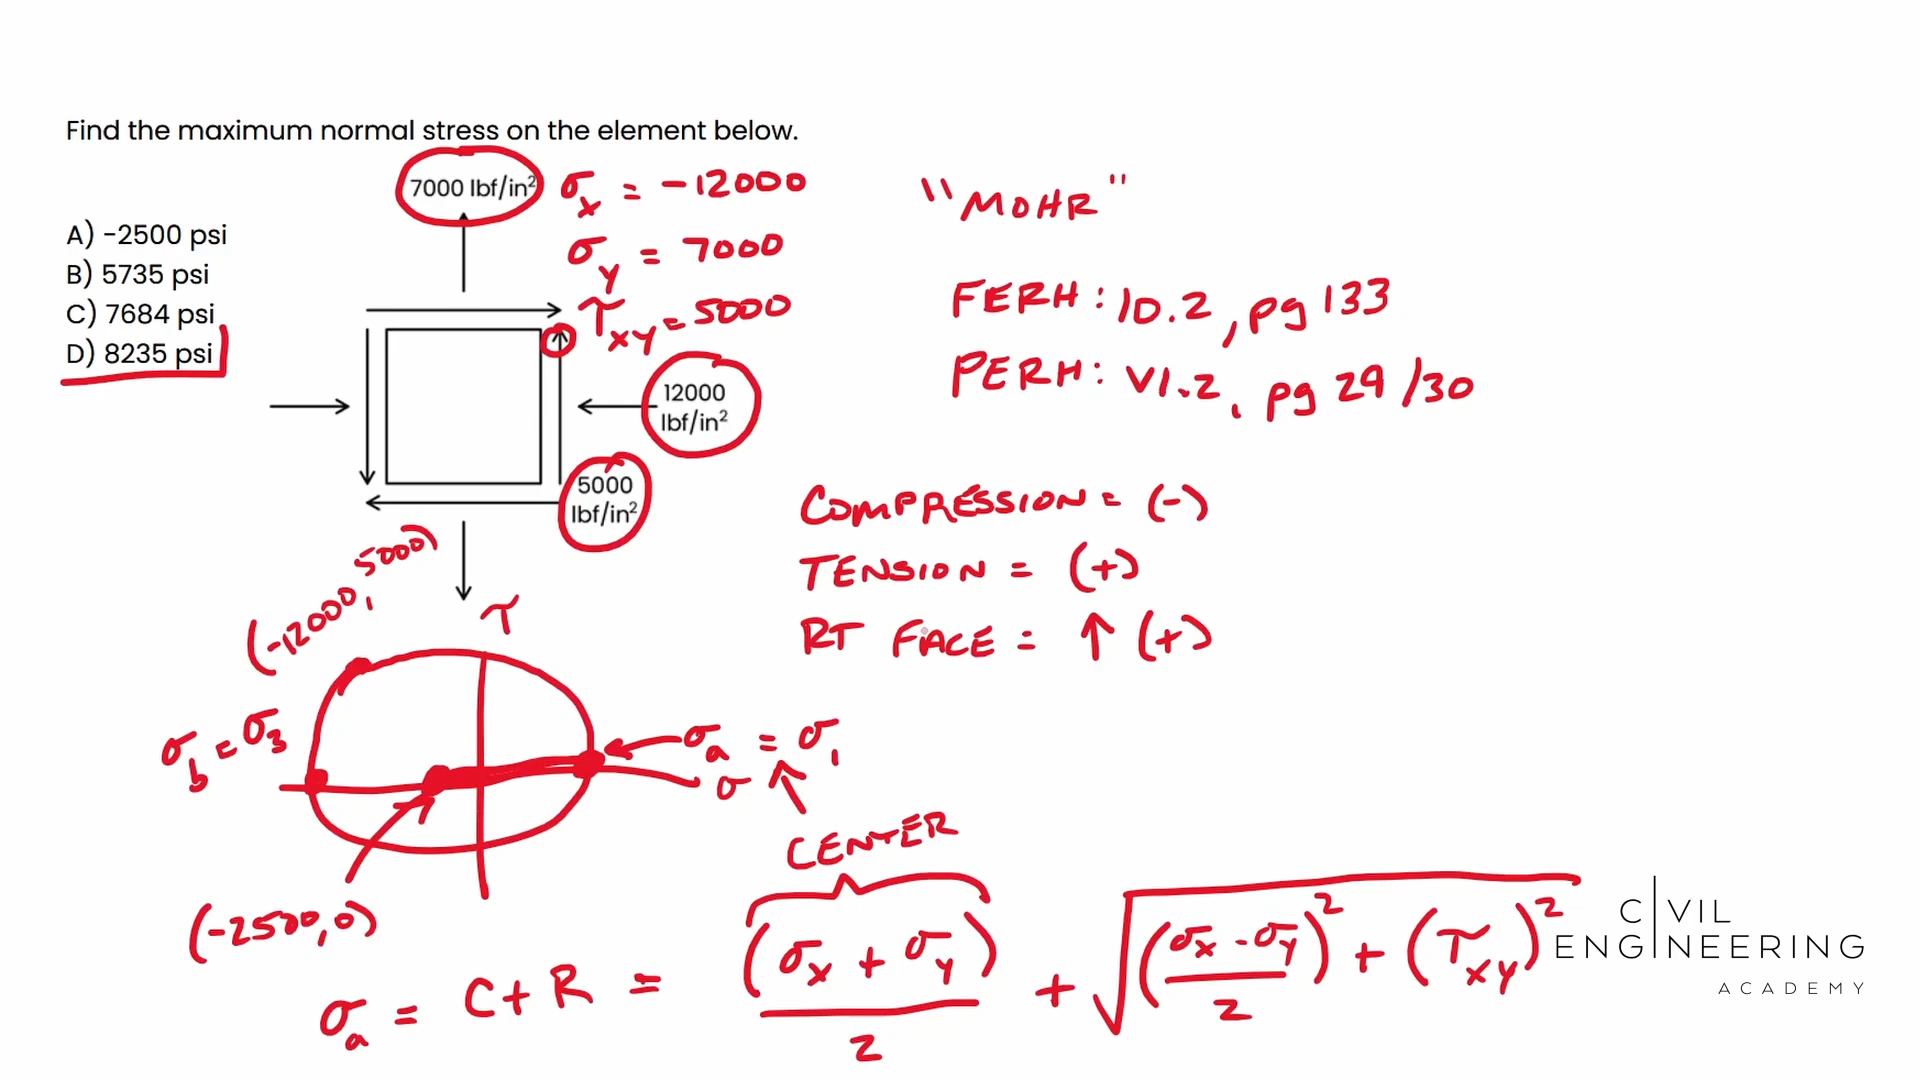 Find the maximum normal stress on the element below.
A) -2500 psi
B) 5735 psi
C) 7684 psi
D) 8235 psi
7000 lbf/in²
σx = -12000
σy = 7000
τxy = 5000
12000
lbf/in²
5000
lbf/in²
"MOHR"
FERH: 10.2, pg 133
PERH: V1.2, pg 29/30
COMPRESSION = (-)
TENSION = (+)
RT FACE = ↑ (+)
(-12000, 5000)
τ
σb = σ3
σa = σ1
σ
(-2500, 0)
CENTER
σa = C + R = (σx + σy)/2 + √((σx - σy)/2)² + (τxy)²
CIVIL
ENGINEERING
ACADEMY